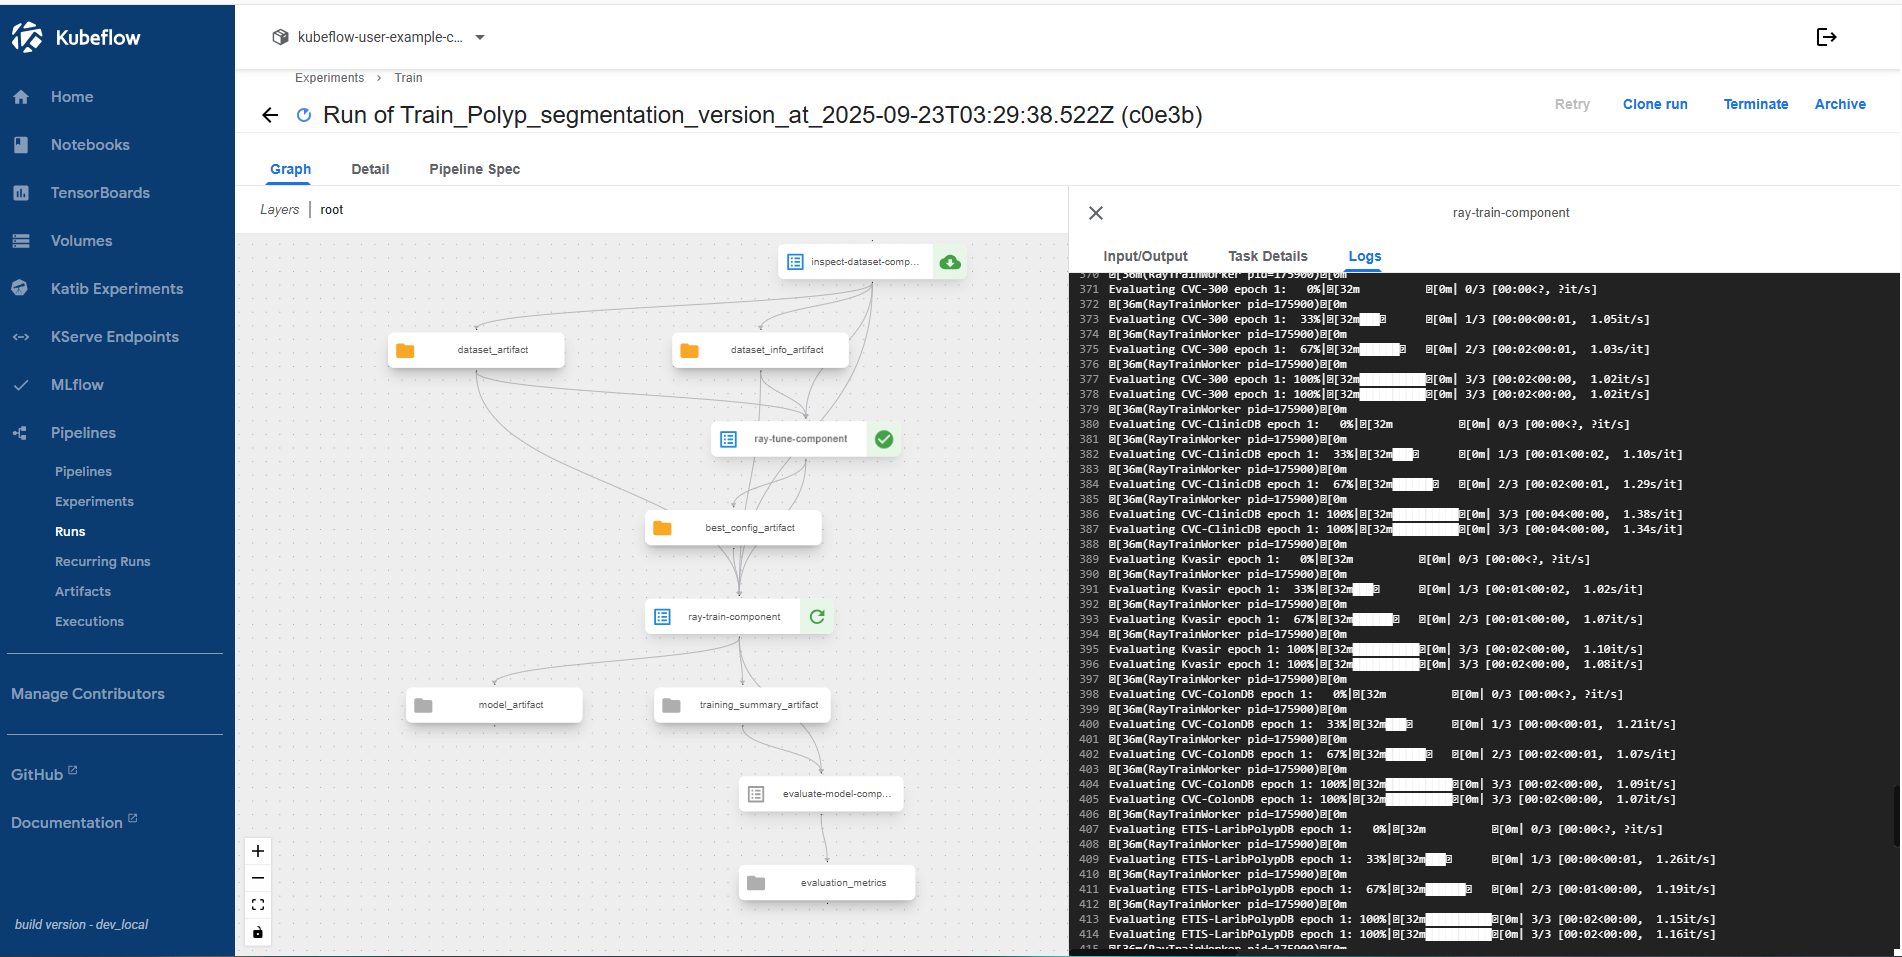 Kubeflow
Home
Notebooks
TensorBoards
Volumes
Katib Experiments
KServe Endpoints
MLflow
Pipelines
Pipelines
Experiments
Runs
Recurring Runs
Artifacts
Executions
Manage Contributors
GitHub
Documentation
build version - dev_local
kubeflow-user-example-c...
Experiments > Train
Run of Train_Polyp_segmentation_version_at_2025-09-23T03:29:38.522Z (c0e3b)
Retry Clone run Terminate Archive
Graph Detail Pipeline Spec
Layers | root
inspect-dataset-comp...
dataset_artifact
dataset_info_artifact
ray-tune-component
best_config_artifact
ray-train-component
model_artifact
training_summary_artifact
evaluate-model-comp...
evaluation_metrics
ray-train-component
Input/Output Task Details Logs
370 [36m(RayTrainWorker pid=175900)[0m
371 Evaluating CVC-300 epoch 1:   0%|[32m          [0m| 0/3 [00:00<?, ?it/s]
372 [36m(RayTrainWorker pid=175900)[0m
373 Evaluating CVC-300 epoch 1:  33%|[32m███      [0m| 1/3 [00:00<00:01,  1.05it/s]
374 [36m(RayTrainWorker pid=175900)[0m
375 Evaluating CVC-300 epoch 1:  67%|[32m██████   [0m| 2/3 [00:02<00:01,  1.03s/it]
376 [36m(RayTrainWorker pid=175900)[0m
377 Evaluating CVC-300 epoch 1: 100%|[32m██████████[0m| 3/3 [00:02<00:00,  1.02it/s]
378 Evaluating CVC-300 epoch 1: 100%|[32m██████████[0m| 3/3 [00:02<00:00,  1.02it/s]
379 [36m(RayTrainWorker pid=175900)[0m
380 Evaluating CVC-ClinicDB epoch 1:   0%|[32m          [0m| 0/3 [00:00<?, ?it/s]
381 [36m(RayTrainWorker pid=175900)[0m
382 Evaluating CVC-ClinicDB epoch 1:  33%|[32m███      [0m| 1/3 [00:01<00:02,  1.10s/it]
383 [36m(RayTrainWorker pid=175900)[0m
384 Evaluating CVC-ClinicDB epoch 1:  67%|[32m██████   [0m| 2/3 [00:02<00:01,  1.29s/it]
385 [36m(RayTrainWorker pid=175900)[0m
386 Evaluating CVC-ClinicDB epoch 1: 100%|[32m██████████[0m| 3/3 [00:04<00:00,  1.38s/it]
387 Evaluating CVC-ClinicDB epoch 1: 100%|[32m██████████[0m| 3/3 [00:04<00:00,  1.34s/it]
388 [36m(RayTrainWorker pid=175900)[0m
389 Evaluating Kvasir epoch 1:   0%|[32m          [0m| 0/3 [00:00<?, ?it/s]
390 [36m(RayTrainWorker pid=175900)[0m
391 Evaluating Kvasir epoch 1:  33%|[32m███      [0m| 1/3 [00:01<00:02,  1.02s/it]
392 [36m(RayTrainWorker pid=175900)[0m
393 Evaluating Kvasir epoch 1:  67%|[32m██████   [0m| 2/3 [00:01<00:00,  1.07it/s]
394 [36m(RayTrainWorker pid=175900)[0m
395 Evaluating Kvasir epoch 1: 100%|[32m██████████[0m| 3/3 [00:02<00:00,  1.10it/s]
396 Evaluating Kvasir epoch 1: 100%|[32m██████████[0m| 3/3 [00:02<00:00,  1.08it/s]
397 [36m(RayTrainWorker pid=175900)[0m
398 Evaluating CVC-ColonDB epoch 1:   0%|[32m          [0m| 0/3 [00:00<?, ?it/s]
399 [36m(RayTrainWorker pid=175900)[0m
400 Evaluating CVC-ColonDB epoch 1:  33%|[32m███      [0m| 1/3 [00:00<00:01,  1.21it/s]
401 [36m(RayTrainWorker pid=175900)[0m
402 Evaluating CVC-ColonDB epoch 1:  67%|[32m██████   [0m| 2/3 [00:02<00:01,  1.07s/it]
403 [36m(RayTrainWorker pid=175900)[0m
404 Evaluating CVC-ColonDB epoch 1: 100%|[32m██████████[0m| 3/3 [00:02<00:00,  1.09it/s]
405 Evaluating CVC-ColonDB epoch 1: 100%|[32m██████████[0m| 3/3 [00:02<00:00,  1.07it/s]
406 [36m(RayTrainWorker pid=175900)[0m
407 Evaluating ETIS-LaribPolypDB epoch 1:   0%|[32m          [0m| 0/3 [00:00<?, ?it/s]
408 [36m(RayTrainWorker pid=175900)[0m
409 Evaluating ETIS-LaribPolypDB epoch 1:  33%|[32m███      [0m| 1/3 [00:00<00:01,  1.26it/s]
410 [36m(RayTrainWorker pid=175900)[0m
411 Evaluating ETIS-LaribPolypDB epoch 1:  67%|[32m██████   [0m| 2/3 [00:01<00:00,  1.19it/s]
412 [36m(RayTrainWorker pid=175900)[0m
413 Evaluating ETIS-LaribPolypDB epoch 1: 100%|[32m██████████[0m| 3/3 [00:02<00:00,  1.15it/s]
414 Evaluating ETIS-LaribPolypDB epoch 1: 100%|[32m██████████[0m| 3/3 [00:02<00:00,  1.16it/s]
415 [36m(RayTrainWorker pid=175900)[0m